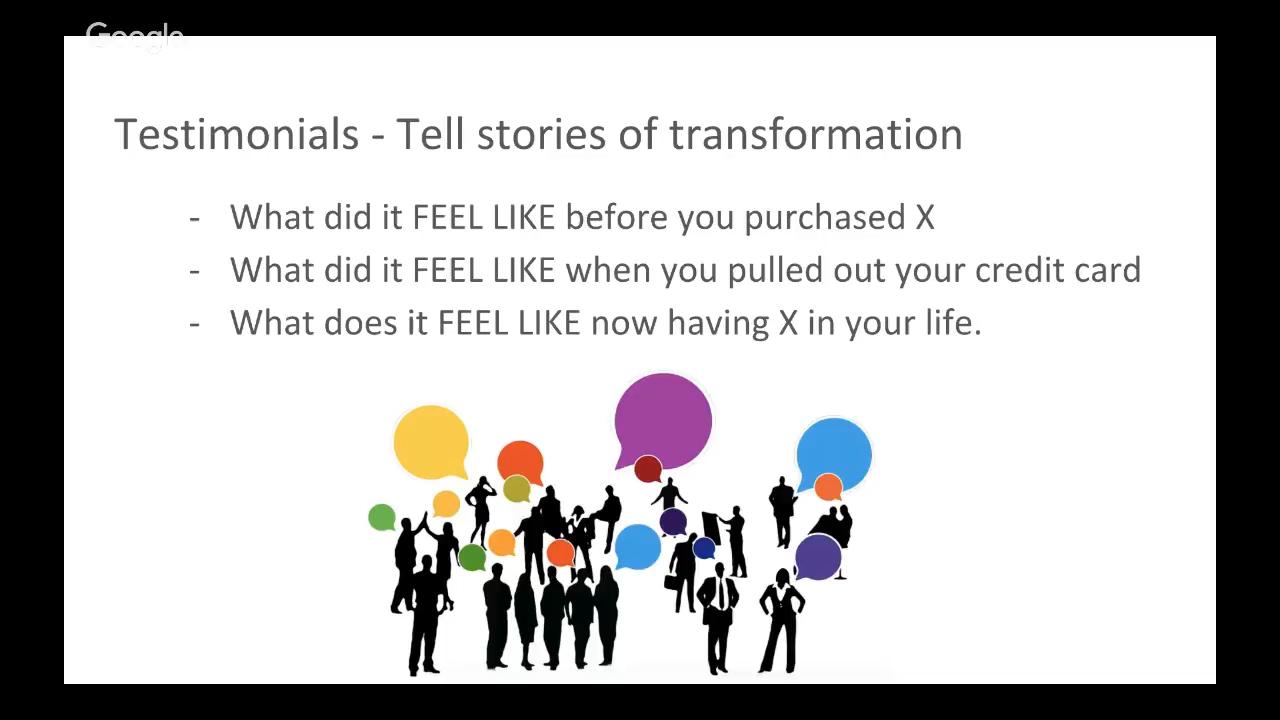 Google
Testimonials - Tell stories of transformation
- What did it FEEL LIKE before you purchased X
- What did it FEEL LIKE when you pulled out your credit card
- What does it FEEL LIKE now having X in your life.